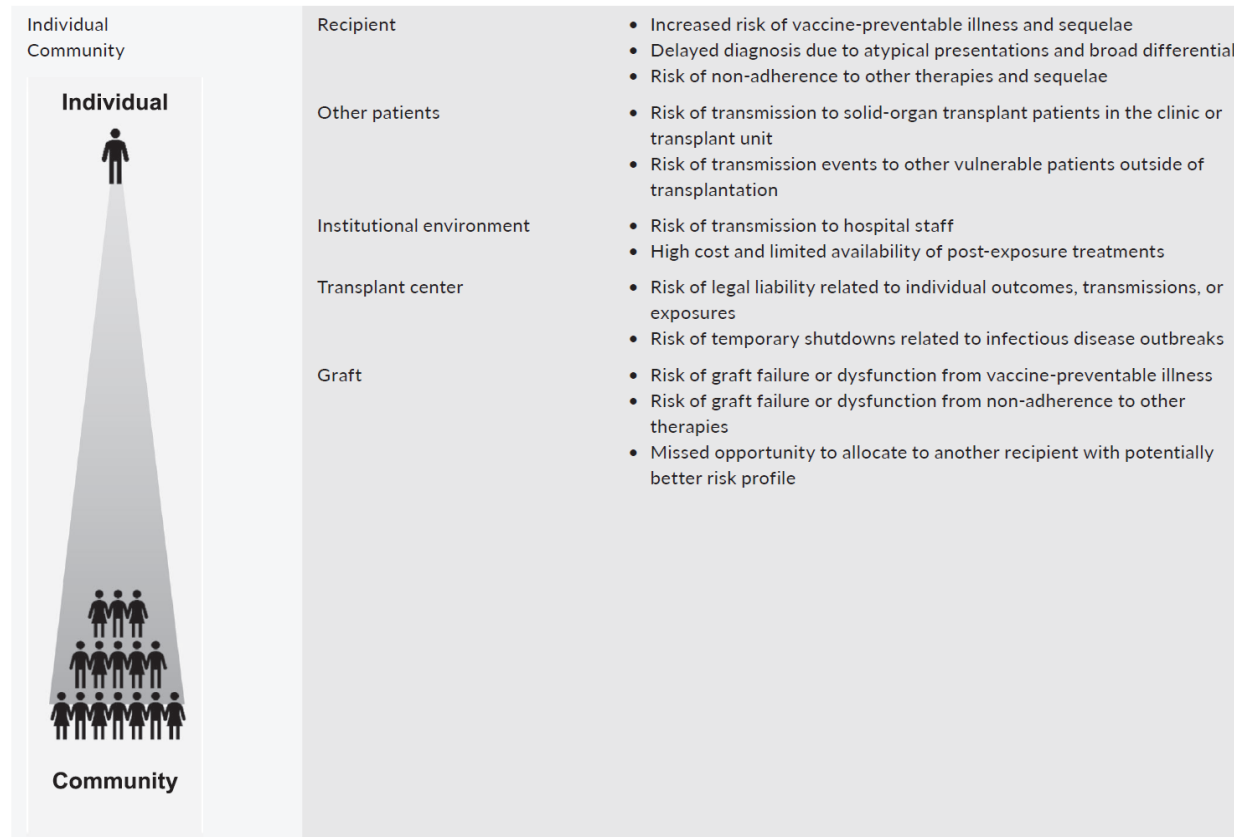 Individual
Community
Individual
Community
Recipient
• Increased risk of vaccine-preventable illness and sequelae
• Delayed diagnosis due to atypical presentations and broad differential
• Risk of non-adherence to other therapies and sequelae
Other patients
• Risk of transmission to solid-organ transplant patients in the clinic or
transplant unit
• Risk of transmission events to other vulnerable patients outside of
transplantation
Institutional environment
• Risk of transmission to hospital staff
• High cost and limited availability of post-exposure treatments
Transplant center
• Risk of legal liability related to individual outcomes, transmissions, or
exposures
• Risk of temporary shutdowns related to infectious disease outbreaks
Graft
• Risk of graft failure or dysfunction from vaccine-preventable illness
• Risk of graft failure or dysfunction from non-adherence to other
therapies
• Missed opportunity to allocate to another recipient with potentially
better risk profile